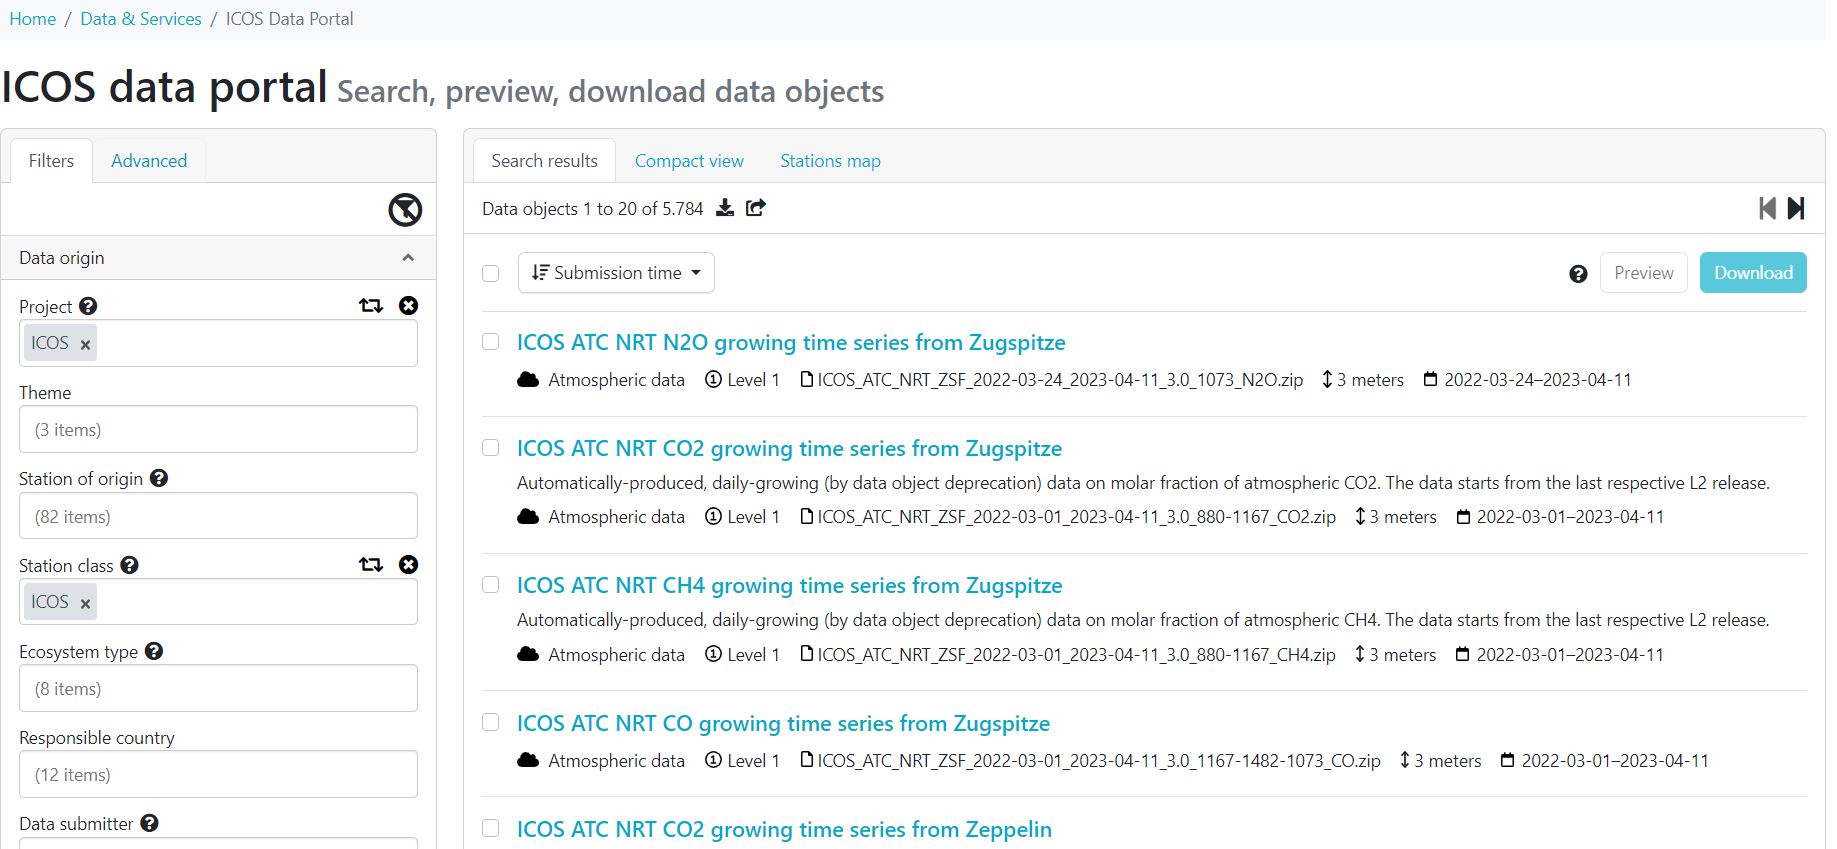 Home / Data & Services / ICOS Data Portal
ICOS data portal Search, preview, download data objects
Filters
Advanced
Data origin
Project
ICOS ×
Theme
(3 items)
Station of origin
(82 items)
Station class
ICOS ×
Ecosystem type
(8 items)
Responsible country
(12 items)
Data submitter
Search results
Compact view
Stations map
Data objects 1 to 20 of 5.784
Submission time
Preview
Download
ICOS ATC NRT N2O growing time series from Zugspitze
Atmospheric data 1 Level 1 ICOS_ATC_NRT_ZSF_2022-03-24_2023-04-11_3.0_1073_N2O.zip 3 meters 2022-03-24–2023-04-11
ICOS ATC NRT CO2 growing time series from Zugspitze
Automatically-produced, daily-growing (by data object deprecation) data on molar fraction of atmospheric CO2. The data starts from the last respective L2 release.
Atmospheric data 1 Level 1 ICOS_ATC_NRT_ZSF_2022-03-01_2023-04-11_3.0_880-1167_CO2.zip 3 meters 2022-03-01–2023-04-11
ICOS ATC NRT CH4 growing time series from Zugspitze
Automatically-produced, daily-growing (by data object deprecation) data on molar fraction of atmospheric CH4. The data starts from the last respective L2 release.
Atmospheric data 1 Level 1 ICOS_ATC_NRT_ZSF_2022-03-01_2023-04-11_3.0_880-1167_CH4.zip 3 meters 2022-03-01–2023-04-11
ICOS ATC NRT CO growing time series from Zugspitze
Atmospheric data 1 Level 1 ICOS_ATC_NRT_ZSF_2022-03-01_2023-04-11_3.0_1167-1482-1073_CO.zip 3 meters 2022-03-01–2023-04-11
ICOS ATC NRT CO2 growing time series from Zeppelin